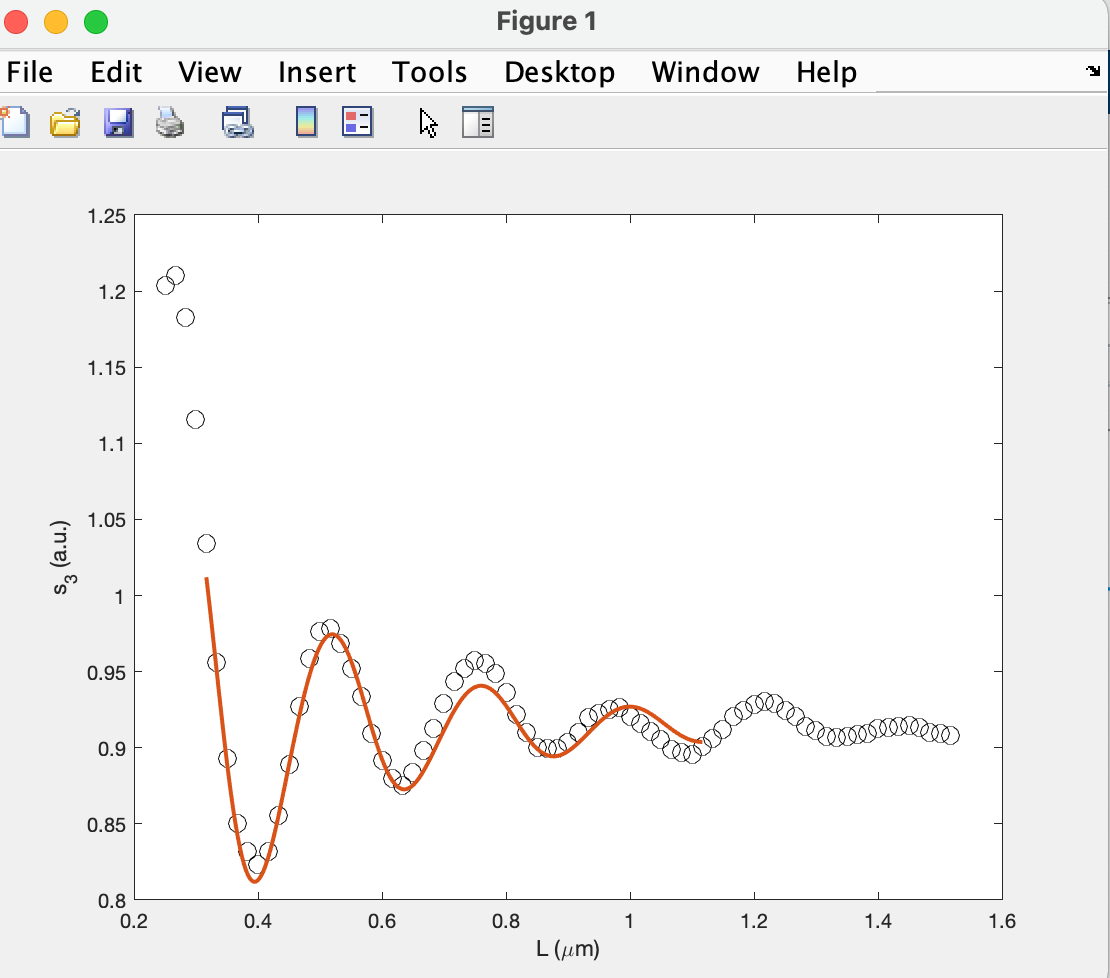 Figure 1
File Edit View Insert Tools Desktop Window Help
1.25
1.2
1.15
1.1
1.05
1
0.95
0.9
0.85
0.8
s₃ (a.u.)
0.2 0.4 0.6 0.8 1 1.2 1.4 1.6
L (μm)